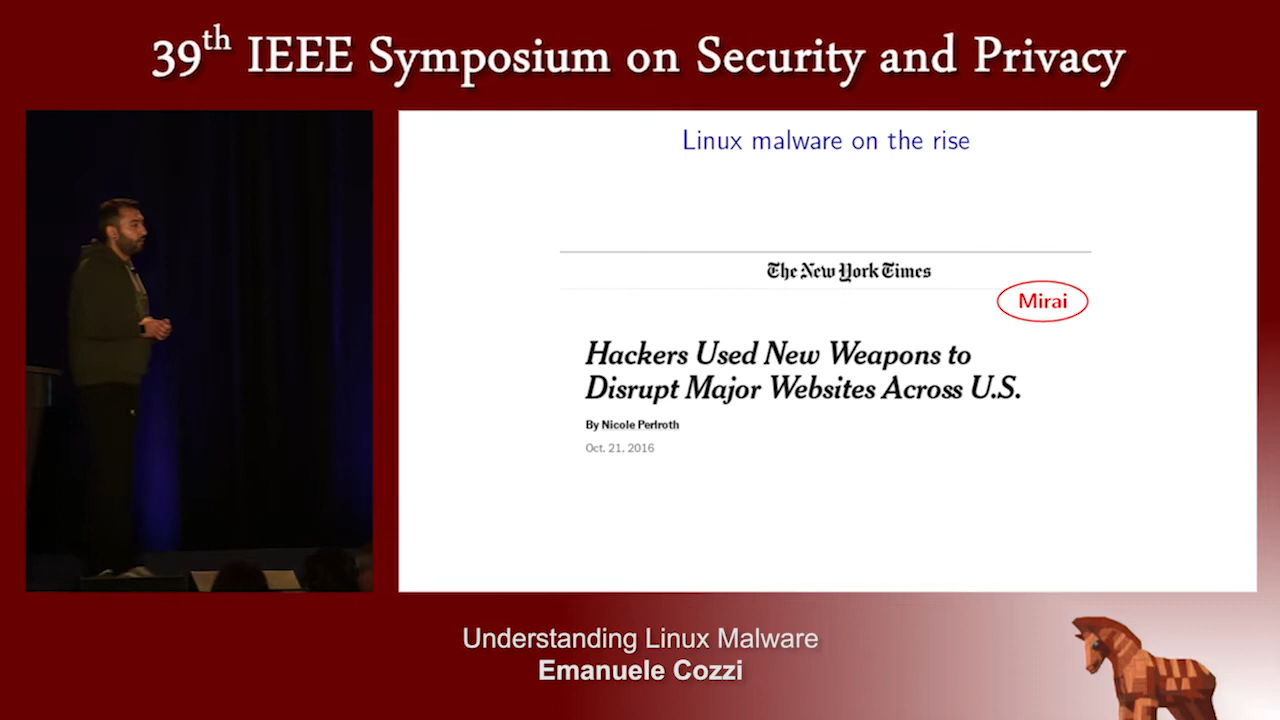 39th IEEE Symposium on Security and Privacy
Linux malware on the rise
The New York Times
Mirai
Hackers Used New Weapons to
Disrupt Major Websites Across U.S.
By Nicole Perlroth
Oct. 21, 2016
Understanding Linux Malware
Emanuele Cozzi